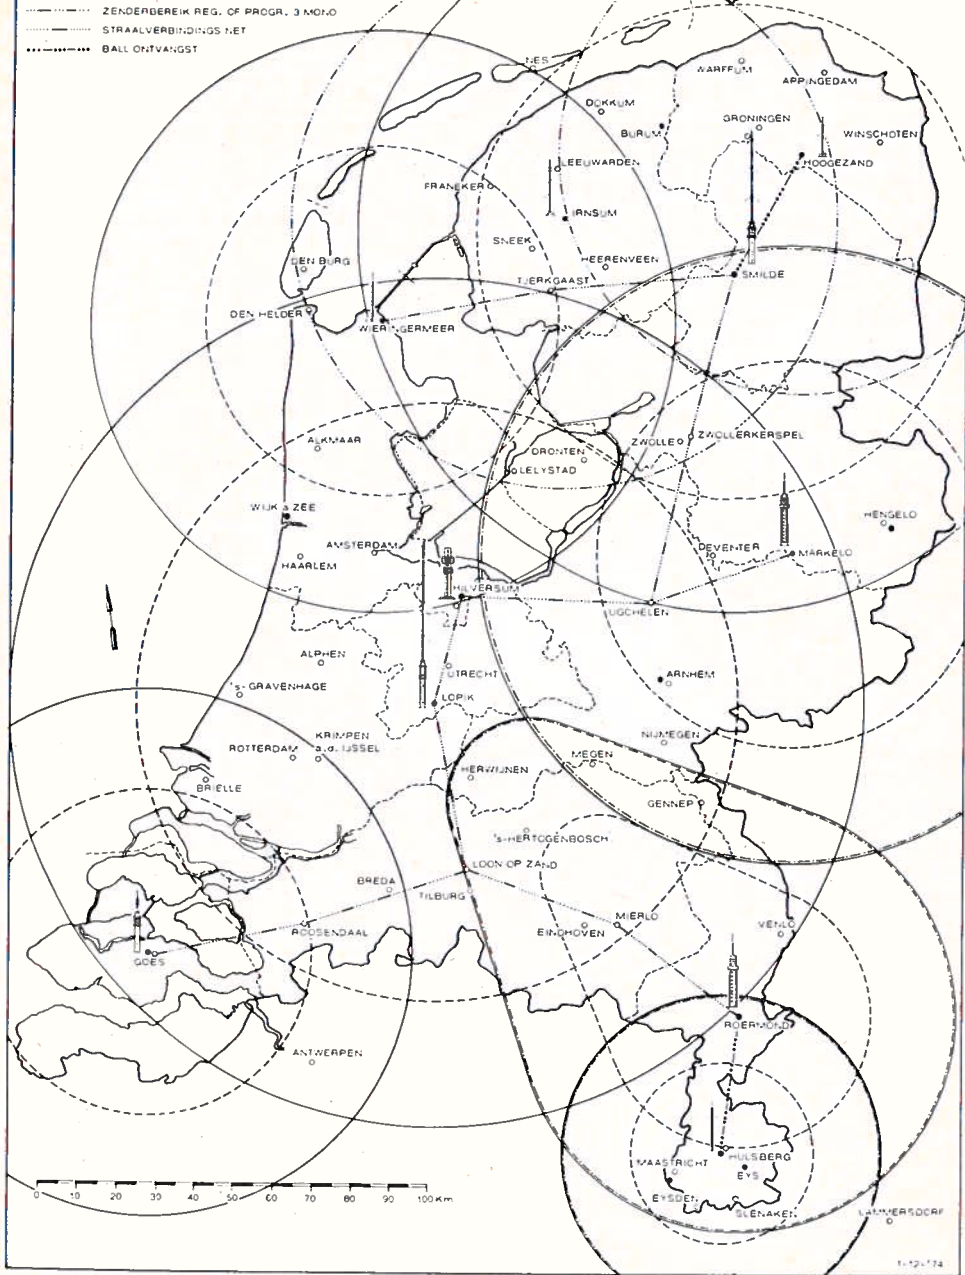 ZENDERBEREIK REG. OF PROGR. 3 MONO
STRAALVERBINDINGS NET
BALL ONTVANGST
NES
WARFFUM
APPINGEDAM
DOKKUM
BURUM
GRONINGEN
WINSCHOTEN
HOOGEZAND
LEEUWARDEN
FRANEKER
IRNSUM
SNEEK
HEERENVEEN
DEN BURG
TJERKGAAST
SMILDE
DEN HELDER
WIERINGERMEER
ALKMAAR
ZWOLLE
ZWOLLERKERSPEL
DRONTEN
LELYSTAD
WIJK a ZEE
HENGELO
AMSTERDAM
HAARLEM
DEVENTER
MARKELO
HILVERSUM
UGCHELEN
ALPHEN
UTRECHT
ARNHEM
's-GRAVENHAGE
LOPIK
KRIMPEN
ROTTERDAM
a.d. IJSSEL
NIJMEGEN
MEGEN
BRIELLE
HERWIJNEN
GENNEP
's-HERTOGENBOSCH
LOON OP ZAND
BREDA
TILBURG
MIERLO
ROOSENDAAL
EINDHOVEN
VENLO
GOES
ROERMOND
ANTWERPEN
HULSBERG
MAASTRICHT
EYS
EYSDEN
SLENAKEN
LAMMERSDORF
0 10 20 30 40 50 60 70 80 90 100 Km
1-12-'74